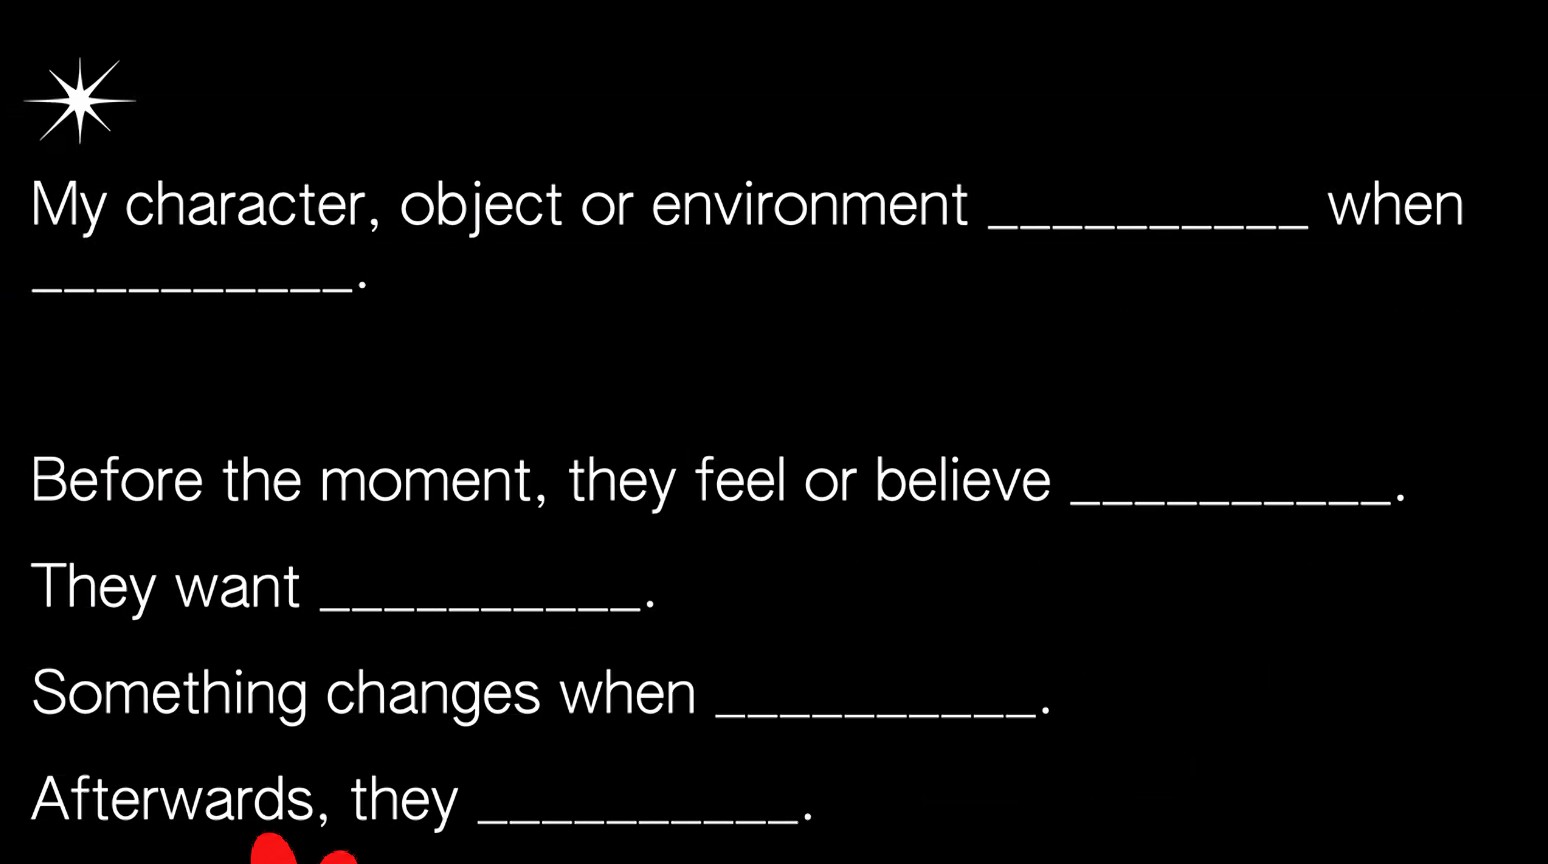 My character, object or environment __________ when
__________.
Before the moment, they feel or believe __________.
They want __________.
Something changes when __________.
Afterwards, they __________.